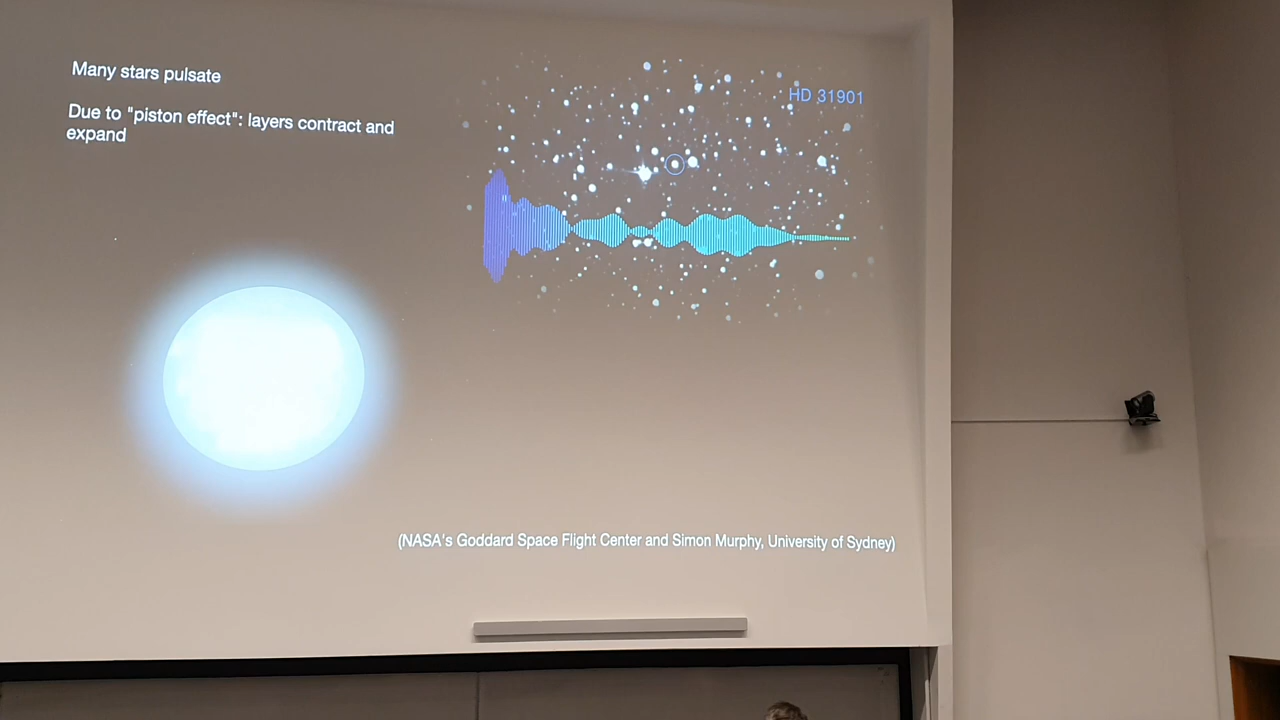 Many stars pulsate
Due to "piston effect": layers contract and
expand
HD 31901
(NASA's Goddard Space Flight Center and Simon Murphy, University of Sydney)